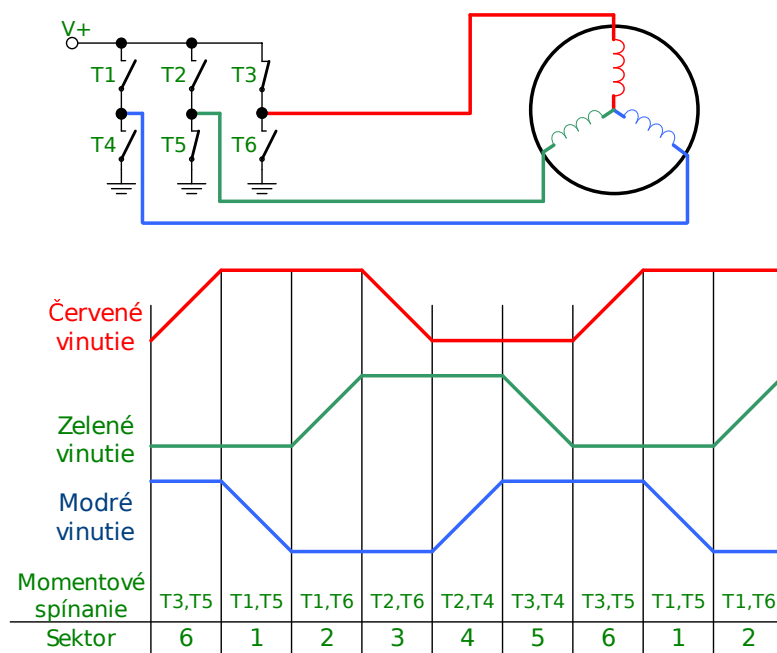 V+
T1 T2 T3
T4 T5 T6
Červené
vinutie
Zelené
vinutie
Modré
vinutie
Momentové
spínanie
T3,T5 T1,T5 T1,T6 T2,T6 T2,T4 T3,T4 T3,T5 T1,T5 T1,T6
Sektor 6 1 2 3 4 5 6 1 2